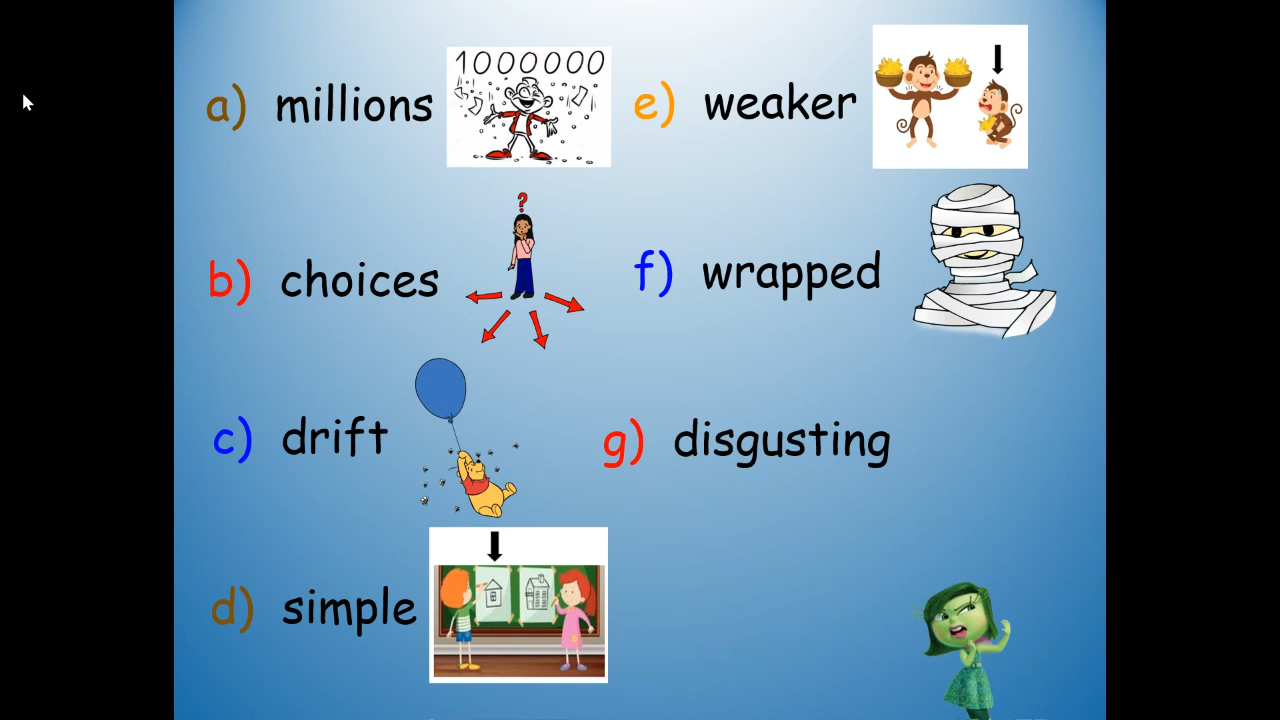 a) millions
1000000
b) choices
?
c) drift
d) simple
e) weaker
f) wrapped
g) disgusting